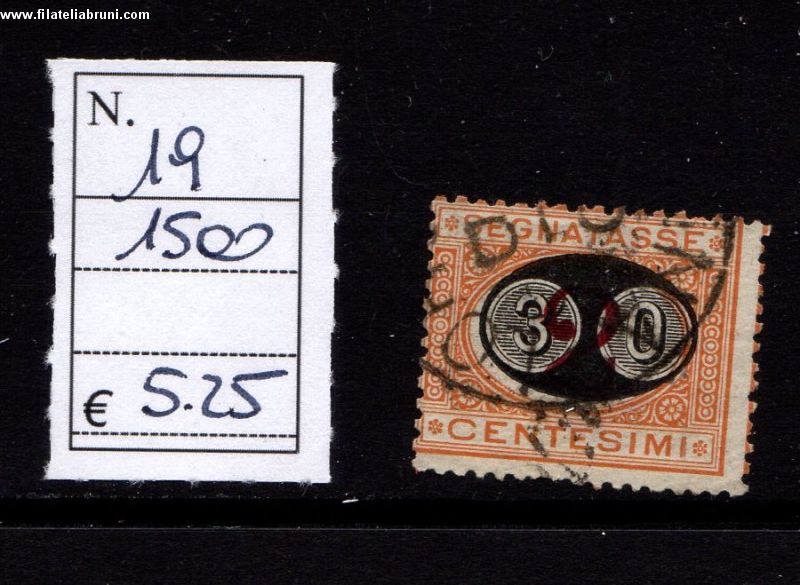 www.filateliabruni.com
N.
19
1500
€ 5.25
SEGNATASSE
30
CENTESIMI